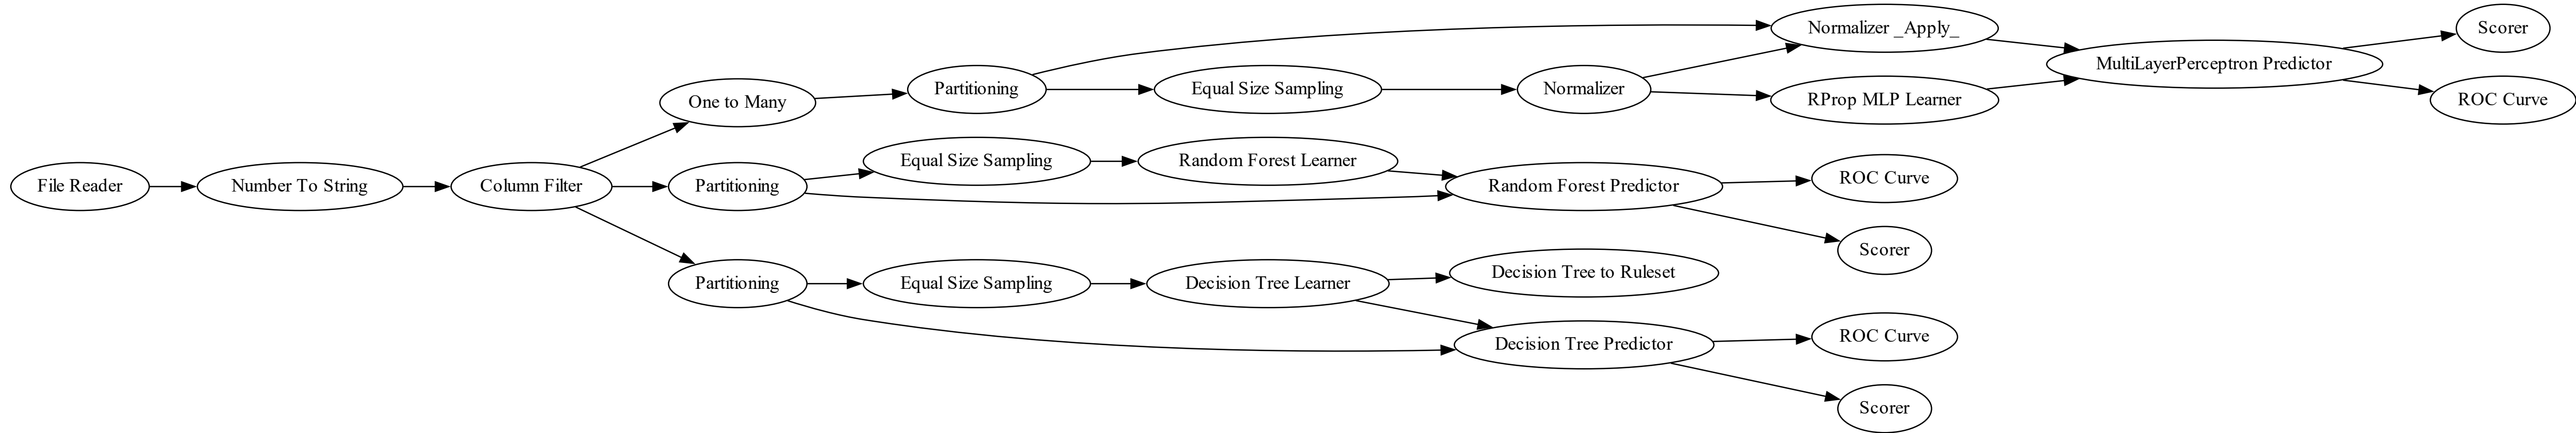 File Reader
Number To String
Column Filter
One to Many
Partitioning
Equal Size Sampling
Normalizer
Normalizer _Apply_
RProp MLP Learner
MultiLayerPerceptron Predictor
Scorer
ROC Curve
Partitioning
Equal Size Sampling
Random Forest Learner
Random Forest Predictor
ROC Curve
Scorer
Partitioning
Equal Size Sampling
Decision Tree Learner
Decision Tree to Ruleset
Decision Tree Predictor
ROC Curve
Scorer